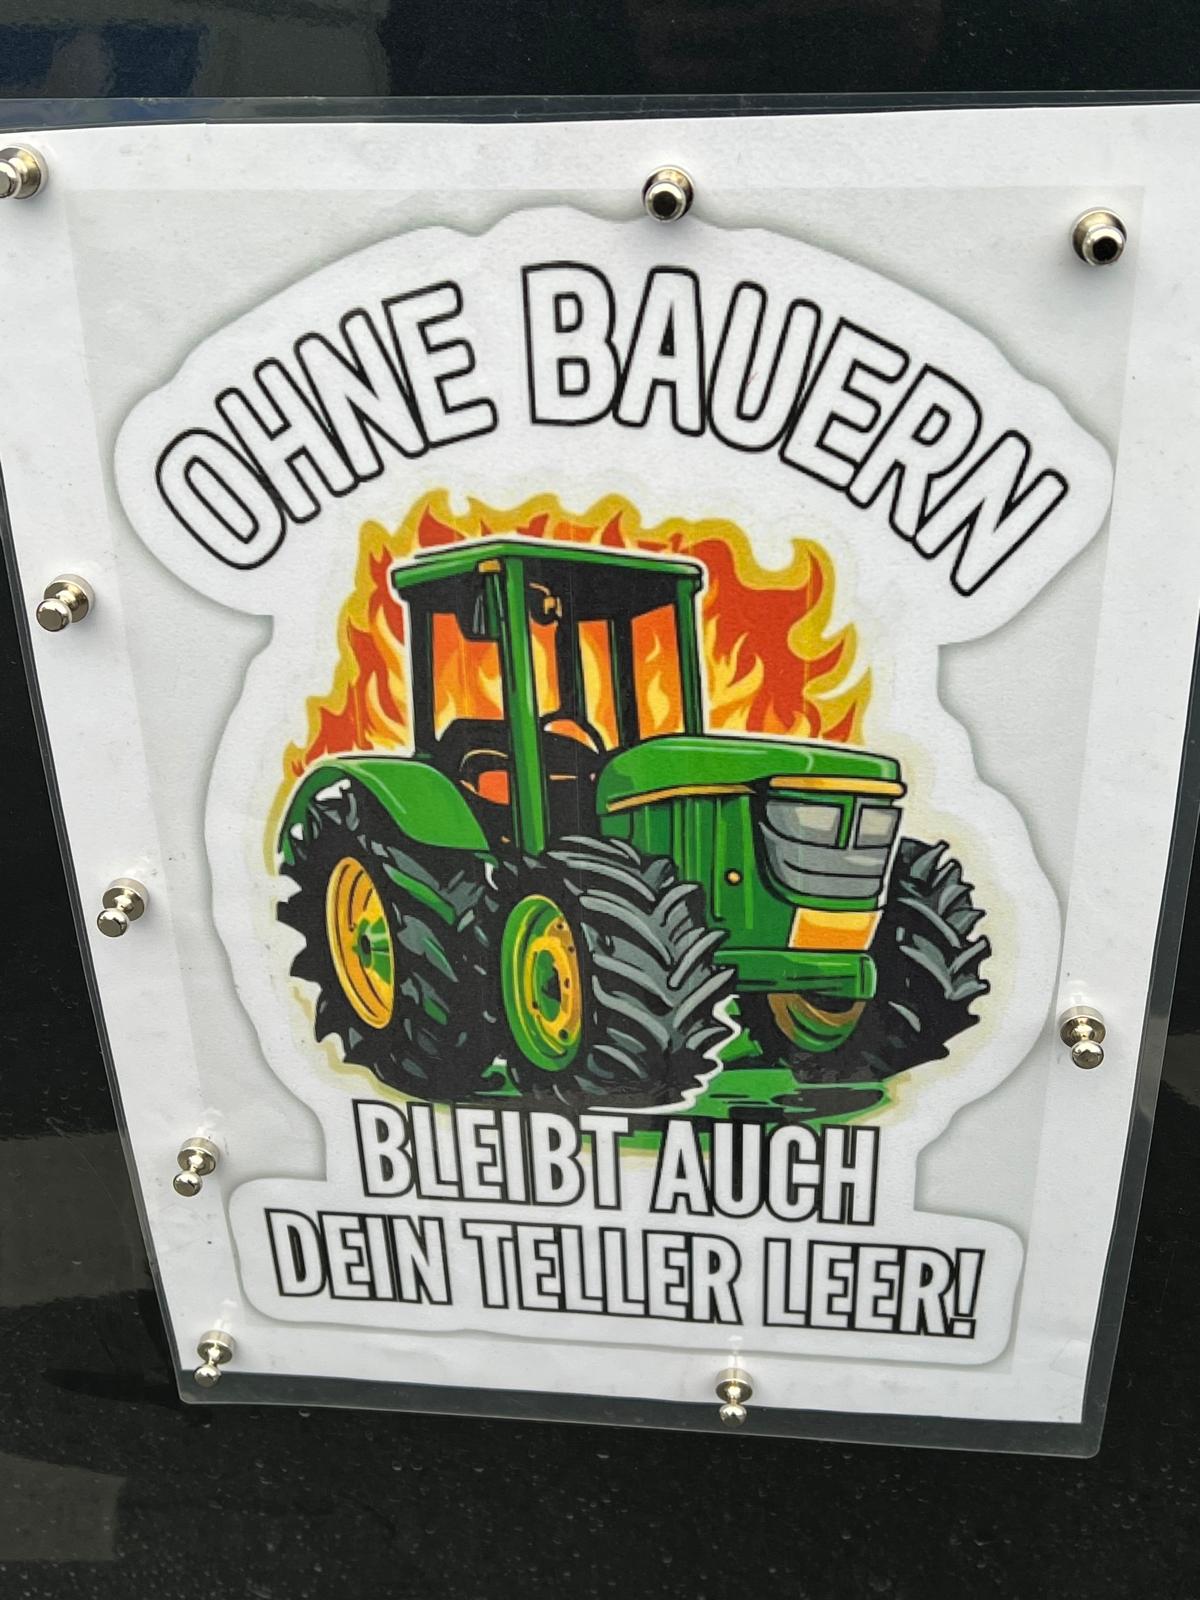 OHNE BAUERN
BLEIBT AUCH
DEIN TELLER LEER!